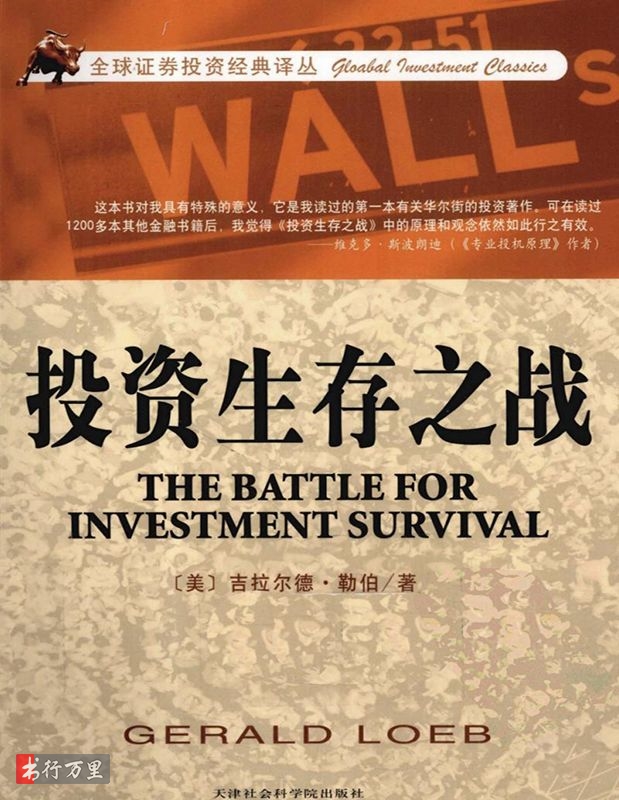 32-51
全球证券投资经典译丛 Gloabal Investment Classics
WALL S
这本书对我具有特殊的意义，它是我读过的第一本有关华尔街的投资著作。可在读过
1200多本其他金融书籍后，我觉得《投资生存之战》中的原理和观念依然如此行之有效。
——维克多·斯波朗迪（《专业投机原理》作者）
投资生存之战
THE BATTLE FOR
INVESTMENT SURVIVAL
〔美〕吉拉尔德·勒伯/著
GERALD LOEB
书行万里
天津社会科学院出版社